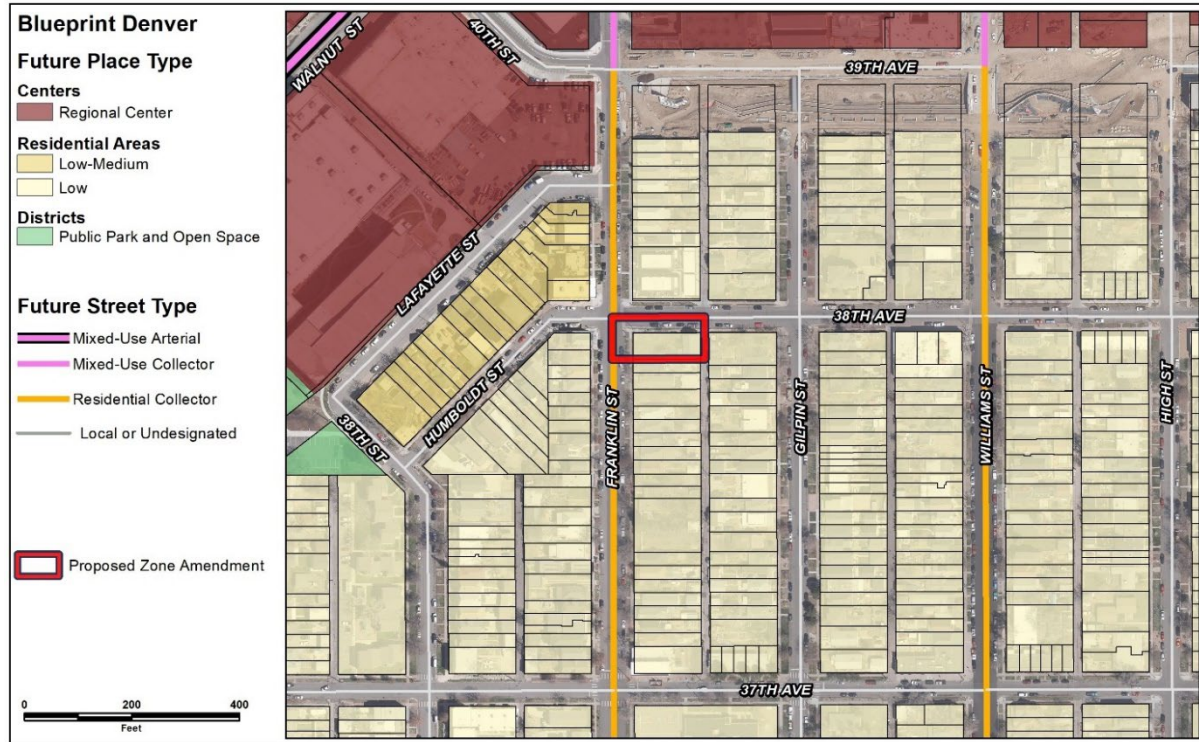 Blueprint Denver
Future Place Type
Centers
Regional Center
Residential Areas
Low-Medium
Low
Districts
Public Park and Open Space
Future Street Type
Mixed-Use Arterial
Mixed-Use Collector
Residential Collector
Local or Undesignated
Proposed Zone Amendment
0 200 400
Feet
WALNUT ST
40TH ST
39TH AVE
LAFAYETTE ST
38TH AVE
HUMBOLDT ST
38TH ST
FRANKLIN ST
GILPIN ST
WILLIAMS ST
HIGH ST
37TH AVE